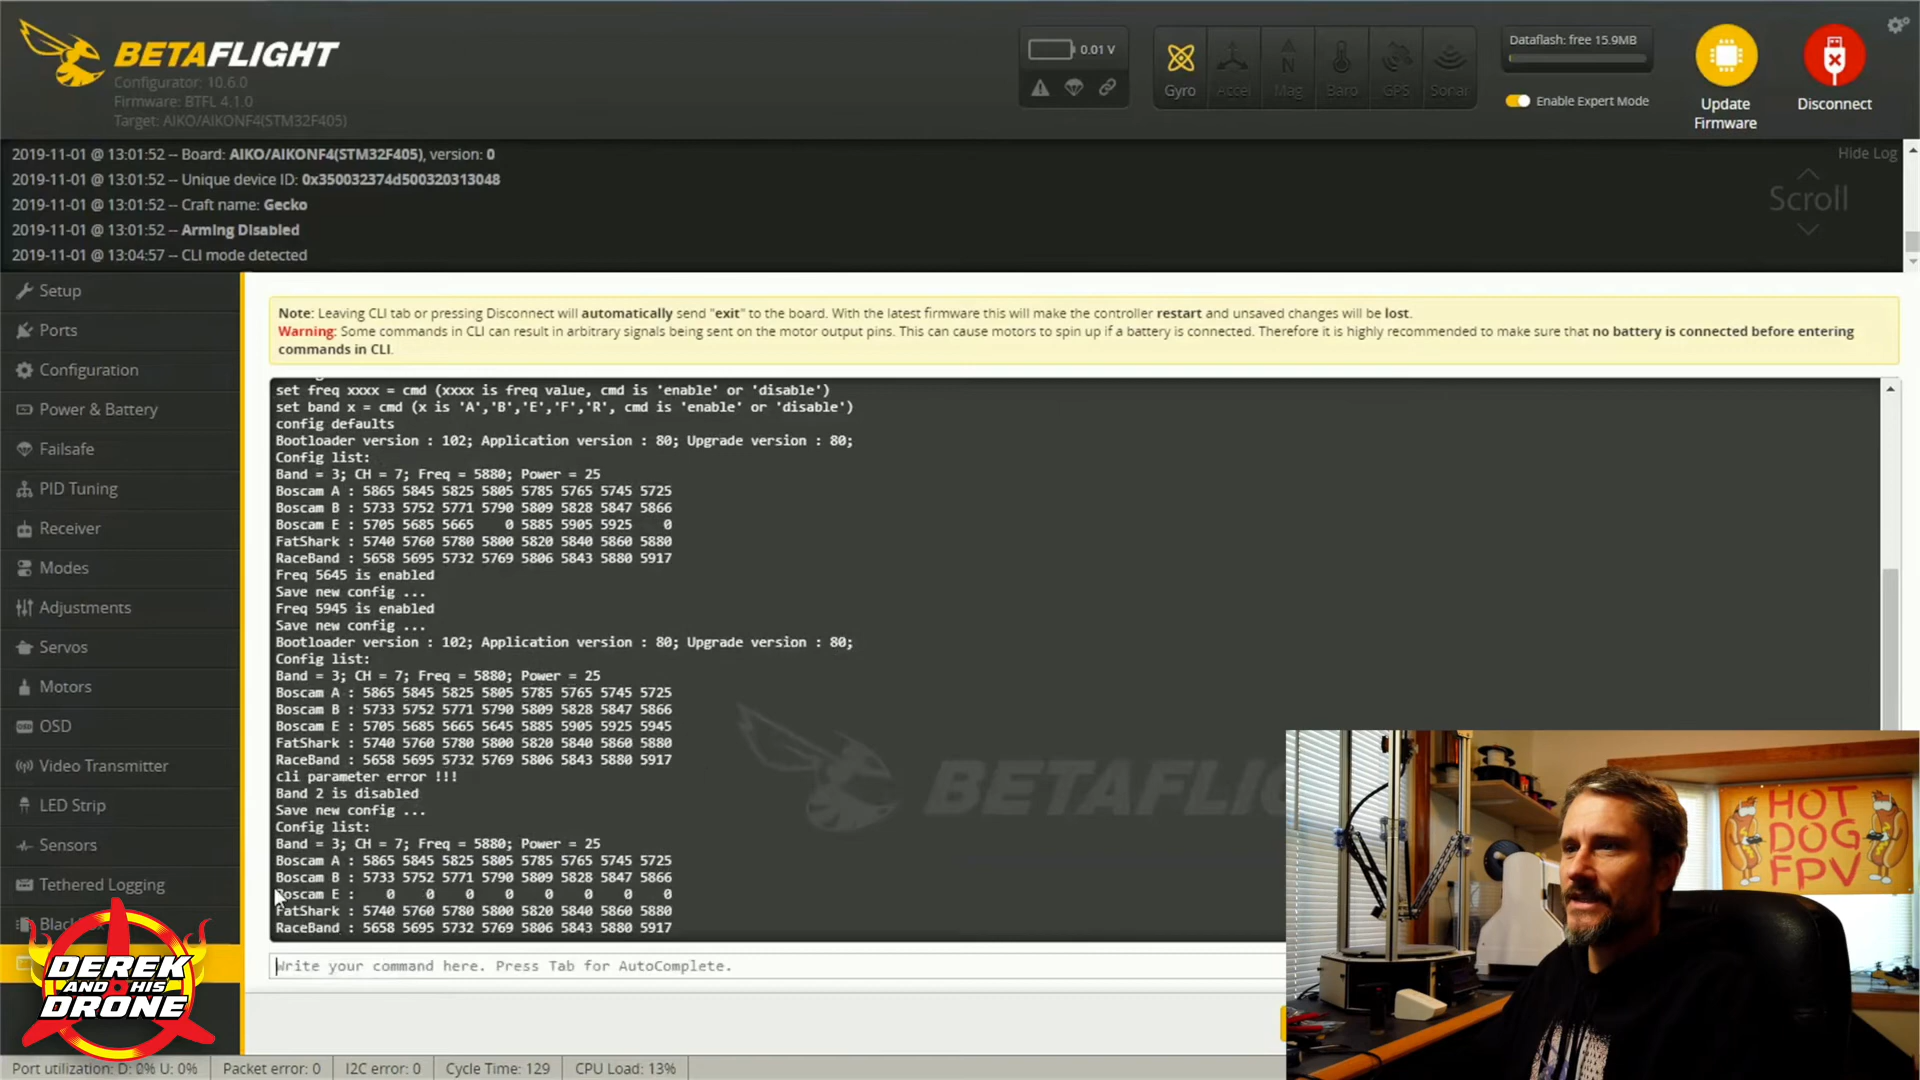 BETAFLIGHT
Configurator: 10.6.0
Firmware: BTFL 4.1.0
Target: AIKO/AIKONF4(STM32F405)
0.01 V
Gyro
Accel
Mag
Baro
GPS
Sonar
Dataflash: free 15.9MB
Enable Expert Mode
Update
Firmware
Disconnect
2019-11-01 @ 13:01:52 -- Board: AIKO/AIKONF4(STM32F405), version: 0
2019-11-01 @ 13:01:52 -- Unique device ID: 0x350032374d500320313048
2019-11-01 @ 13:01:52 -- Craft name: Gecko
2019-11-01 @ 13:01:52 -- Arming Disabled
2019-11-01 @ 13:04:57 -- CLI mode detected
Hide Log
Scroll
Setup
Ports
Configuration
Power & Battery
Failsafe
PID Tuning
Receiver
Modes
Adjustments
Servos
Motors
OSD
Video Transmitter
LED Strip
Sensors
Tethered Logging
Note: Leaving CLI tab or pressing Disconnect will automatically send "exit" to the board. With the latest firmware this will make the controller restart and unsaved changes will be lost.
Warning: Some commands in CLI can result in arbitrary signals being sent on the motor output pins. This can cause motors to spin up if a battery is connected. Therefore it is highly recommended to make sure that no battery is connected before entering
commands in CLI.
set freq xxxx = cmd (xxxx is freq value, cmd is 'enable' or 'disable')
set band x = cmd (x is 'A','B','E','F','R', cmd is 'enable' or 'disable')
config defaults
Bootloader version : 102; Application version : 80; Upgrade version : 80;
Config list:
Band = 3; CH = 7; Freq = 5880; Power = 25
Boscam A : 5865 5845 5825 5805 5785 5765 5745 5725
Boscam B : 5733 5752 5771 5790 5809 5828 5847 5866
Boscam E : 5705 5685 5665 0 5885 5905 5925 0
FatShark : 5740 5760 5780 5800 5820 5840 5860 5880
RaceBand : 5658 5695 5732 5769 5806 5843 5880 5917
Freq 5645 is enabled
Save new config ...
Freq 5945 is enabled
Save new config ...
Bootloader version : 102; Application version : 80; Upgrade version : 80;
Config list:
Band = 3; CH = 7; Freq = 5880; Power = 25
Boscam A : 5865 5845 5825 5805 5785 5765 5745 5725
Boscam B : 5733 5752 5771 5790 5809 5828 5847 5866
Boscam E : 5705 5685 5665 5645 5885 5905 5925 5945
FatShark : 5740 5760 5780 5800 5820 5840 5860 5880
RaceBand : 5658 5695 5732 5769 5806 5843 5880 5917
cli parameter error !!!
Band 2 is disabled
Save new config ...
Config list:
Band = 3; CH = 7; Freq = 5880; Power = 25
Boscam A : 5865 5845 5825 5805 5785 5765 5745 5725
Boscam B : 5733 5752 5771 5790 5809 5828 5847 5866
Boscam E : 0 0 0 0 0 0 0 0
FatShark : 5740 5760 5780 5800 5820 5840 5860 5880
RaceBand : 5658 5695 5732 5769 5806 5843 5880 5917
Write your command here. Press Tab for AutoComplete.
HOT
DOG
FPV
DEREK
AND HIS
DRONE
Port utilization: D: 0% U: 0%
Packet error: 0
I2C error: 0
Cycle Time: 129
CPU Load: 13%